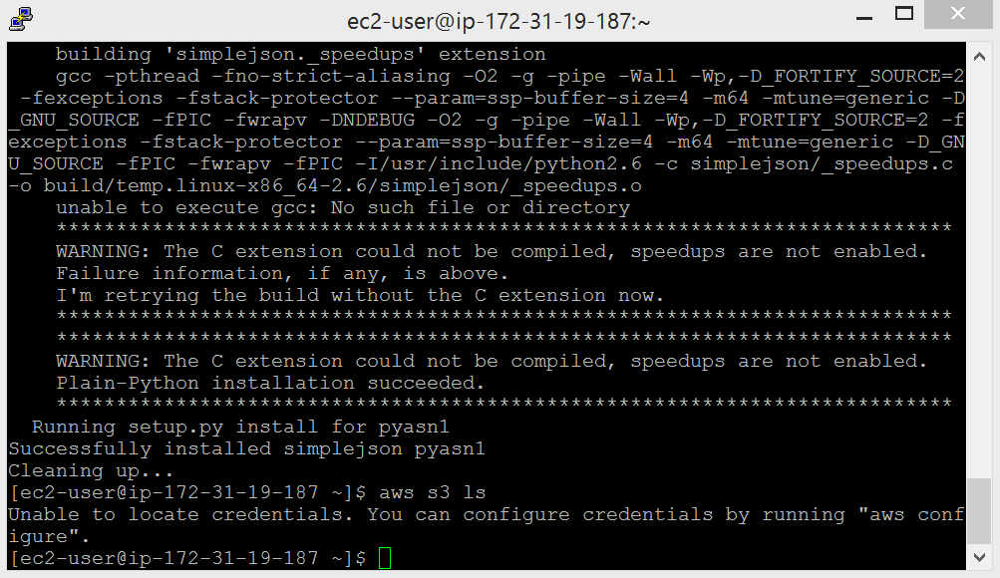 ec2-user@ip-172-31-19-187:~
building 'simplejson._speedups' extension
gcc -pthread -fno-strict-aliasing -O2 -g -pipe -Wall -Wp,-D_FORTIFY_SOURCE=2
-fexceptions -fstack-protector --param=ssp-buffer-size=4 -m64 -mtune=generic -D
_GNU_SOURCE -fPIC -fwrapv -DNDEBUG -O2 -g -pipe -Wall -Wp,-D_FORTIFY_SOURCE=2 -f
exceptions -fstack-protector --param=ssp-buffer-size=4 -m64 -mtune=generic -D_GN
U_SOURCE -fPIC -fwrapv -fPIC -I/usr/include/python2.6 -c simplejson/_speedups.c
-o build/temp.linux-x86_64-2.6/simplejson/_speedups.o
unable to execute gcc: No such file or directory
***************************************************************************
WARNING: The C extension could not be compiled, speedups are not enabled.
Failure information, if any, is above.
I'm retrying the build without the C extension now.
***************************************************************************
***************************************************************************
WARNING: The C extension could not be compiled, speedups are not enabled.
Plain-Python installation succeeded.
***************************************************************************
Running setup.py install for pyasn1
Successfully installed simplejson pyasn1
Cleaning up...
[ec2-user@ip-172-31-19-187 ~]$ aws s3 ls
Unable to locate credentials. You can configure credentials by running "aws conf
igure".
[ec2-user@ip-172-31-19-187 ~]$